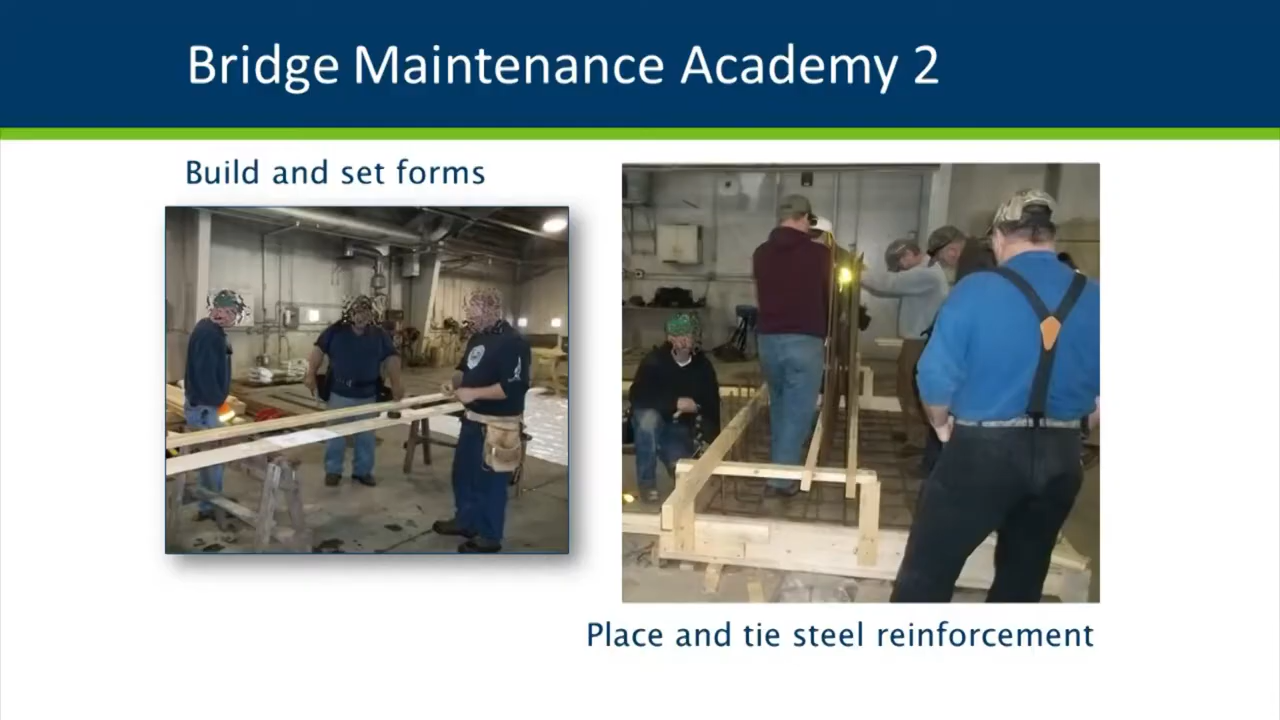 Bridge Maintenance Academy 2
Build and set forms
Place and tie steel reinforcement